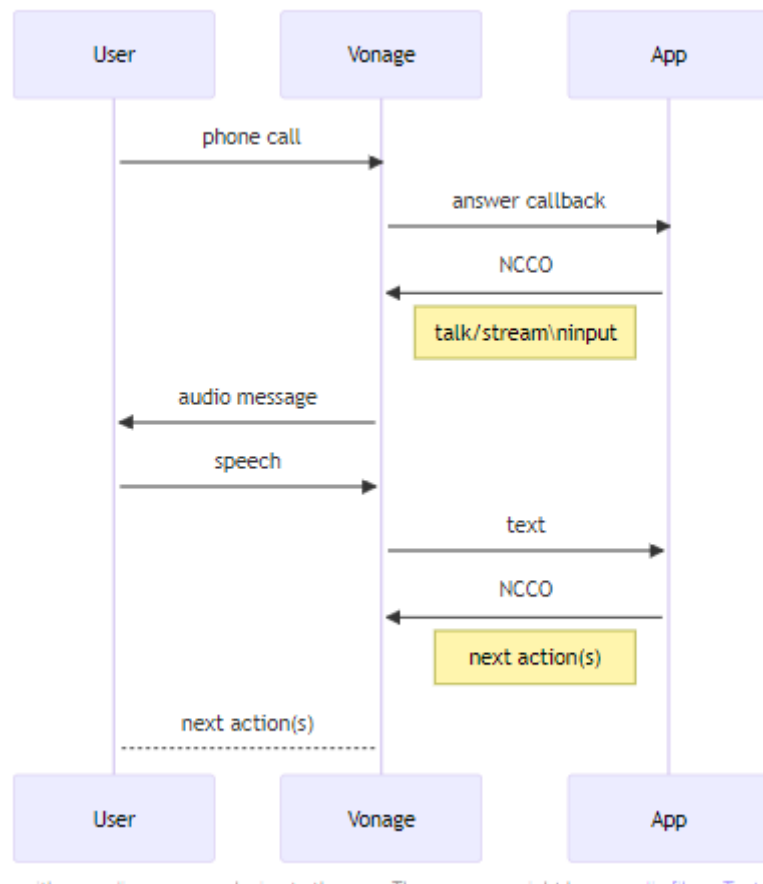 User Vonage App
phone call
answer callback
NCCO
talk/stream\ninput
audio message
speech
text
NCCO
next action(s)
next action(s)
User Vonage App